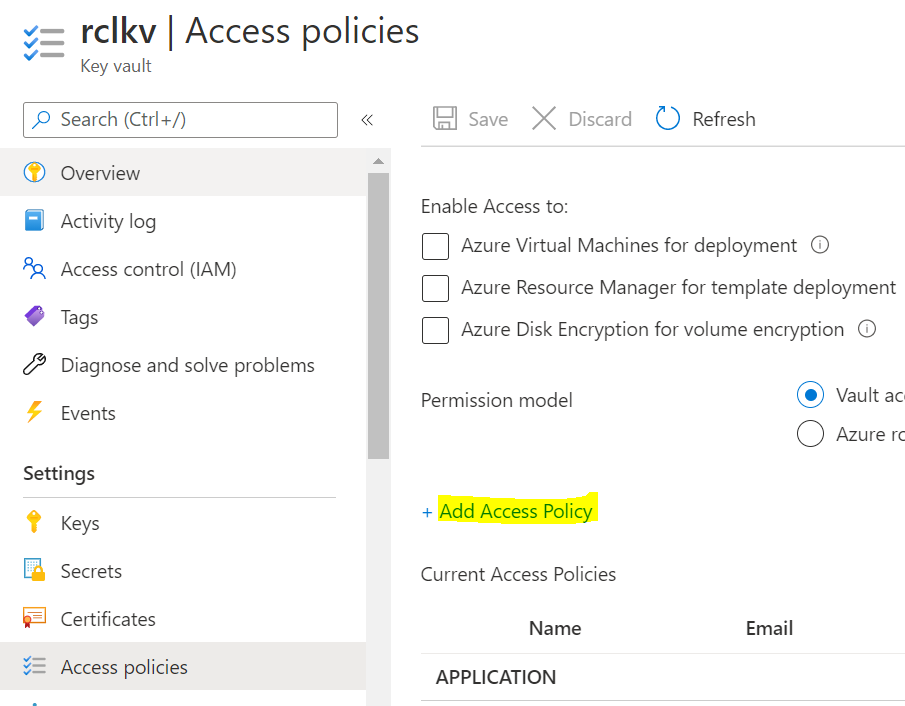 rclkv | Access policies
Key vault
Search (Ctrl+/)
«
Overview
Activity log
Access control (IAM)
Tags
Diagnose and solve problems
Events
Settings
Keys
Secrets
Certificates
Access policies
Save
Discard
Refresh
Enable Access to:
Azure Virtual Machines for deployment
Azure Resource Manager for template deployment
Azure Disk Encryption for volume encryption
Permission model
Vault acc
Azure ro
+ Add Access Policy
Current Access Policies
Name Email
APPLICATION